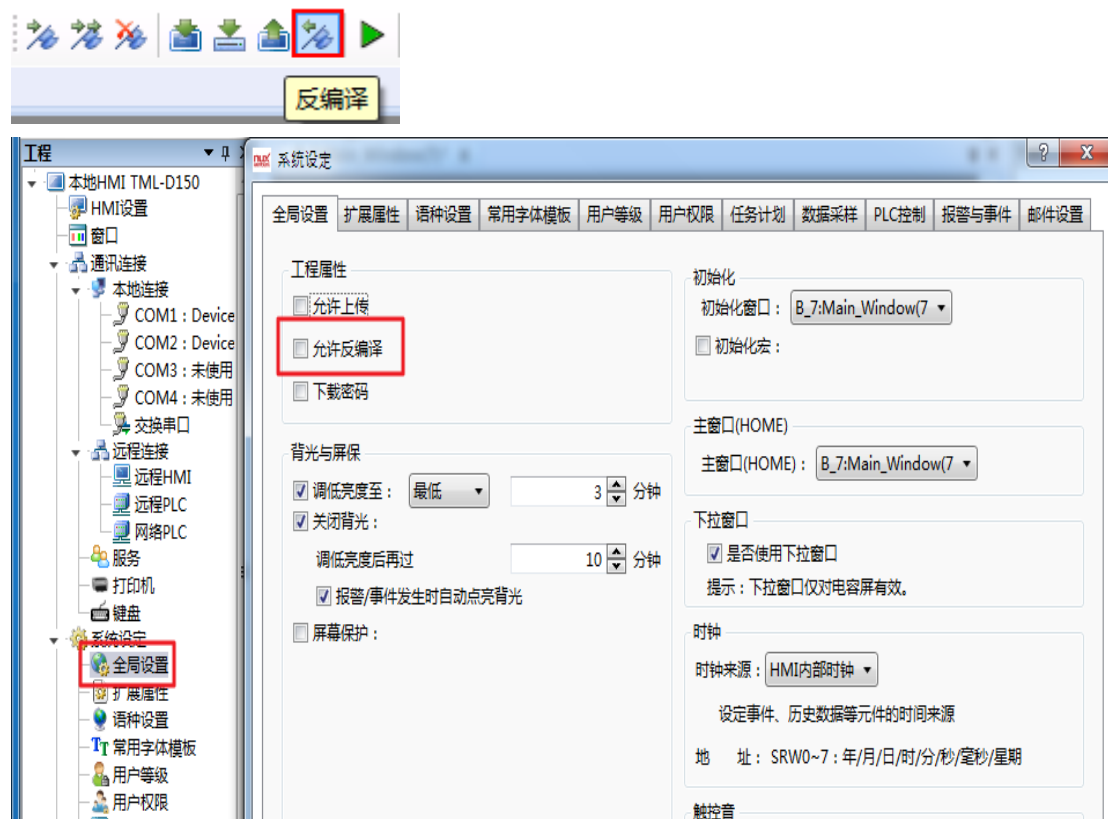 反编译
工程
本地HMI TML-D150
HMI设置
窗口
通讯连接
本地连接
COM1 : Device
COM2 : Device
COM3 : 未使用
COM4 : 未使用
交换串口
远程连接
远程HMI
远程PLC
网络PLC
服务
打印机
键盘
系统设定
全局设置
扩展属性
语种设置
常用字体模板
用户等级
用户权限
系统设定
全局设置 扩展属性 语种设置 常用字体模板 用户等级 用户权限 任务计划 数据采样 PLC控制 报警与事件 邮件设置
工程属性
允许上传
允许反编译
下载密码
背光与屏保
调低亮度至: 最低 3 分钟
关闭背光:
调低亮度后再过 10 分钟
报警/事件发生时自动点亮背光
屏幕保护:
初始化
初始化窗口: B_7:Main_Window(7
初始化宏:
主窗口(HOME)
主窗口(HOME): B_7:Main_Window(7
下拉窗口
是否使用下拉窗口
提示:下拉窗口仅对电容屏有效。
时钟
时钟来源: HMI内部时钟
设定事件、历史数据等元件的时间来源
地 址: SRW0~7:年/月/日/时/分/秒/毫秒/星期
触控音